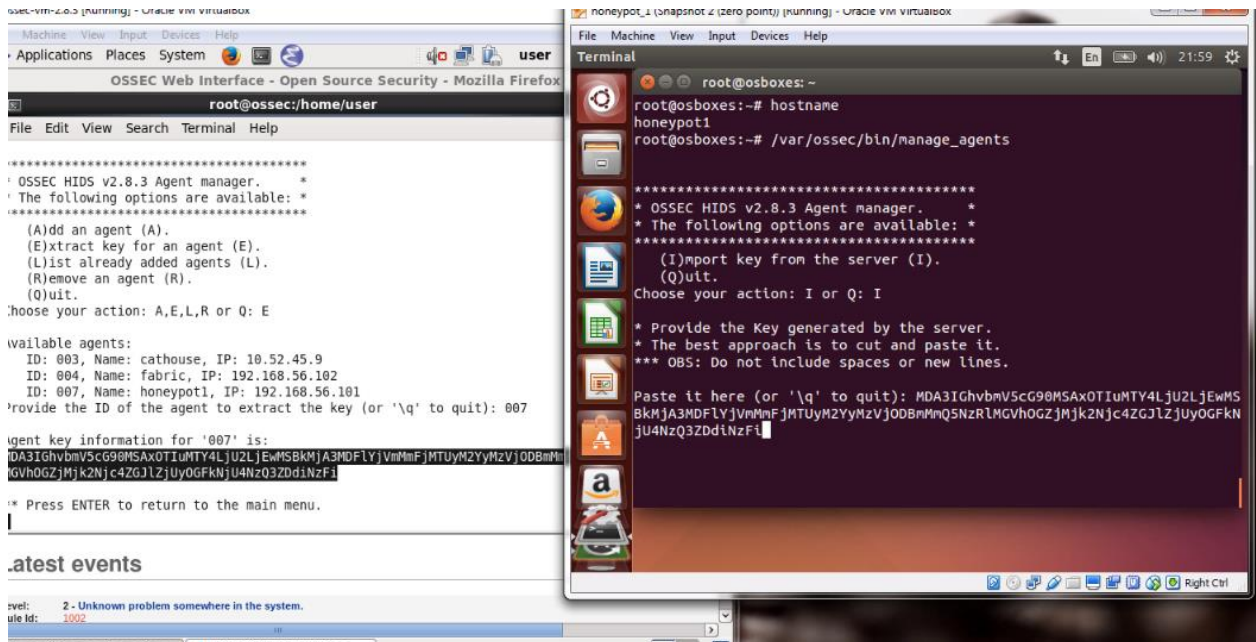 ossec-vm-2.8.3 [Running] - Oracle VM VirtualBox
Machine View Input Devices Help
Applications Places System user
OSSEC Web Interface - Open Source Security - Mozilla Firefox
root@ossec:/home/user
File Edit View Search Terminal Help
****************************************
* OSSEC HIDS v2.8.3 Agent manager. *
* The following options are available: *
****************************************
(A)dd an agent (A).
(E)xtract key for an agent (E).
(L)ist already added agents (L).
(R)emove an agent (R).
(Q)uit.
Choose your action: A,E,L,R or Q: E
Available agents:
ID: 003, Name: cathouse, IP: 10.52.45.9
ID: 004, Name: fabric, IP: 192.168.56.102
ID: 007, Name: honeypot1, IP: 192.168.56.101
Provide the ID of the agent to extract the key (or '\q' to quit): 007
Agent key information for '007' is:
** Press ENTER to return to the main menu.
Latest events
Level: 2 - Unknown problem somewhere in the system.
Rule Id: 1002
honeypot_1 (Snapshot 2 (zero point)) [Running] - Oracle VM VirtualBox
File Machine View Input Devices Help
Terminal En 21:59
root@osboxes: ~
root@osboxes:~# hostname
honeypot1
root@osboxes:~# /var/ossec/bin/manage_agents
****************************************
* OSSEC HIDS v2.8.3 Agent manager. *
* The following options are available: *
****************************************
(I)mport key from the server (I).
(Q)uit.
Choose your action: I or Q: I
* Provide the Key generated by the server.
* The best approach is to cut and paste it.
*** OBS: Do not include spaces or new lines.
Paste it here (or '\q' to quit): MDA3IGhvbmV5cG90MSAxOTIuMTY4LjU2LjEwMS
BkMjA3MDFlYjVmMmFjMTUyM2YyMzVjODBmMmQ5NzRlMGVhOGZjMjk2Njc4ZGJlZjUyOGFkN
jU4NzQ3ZDdiNzFi
Right Ctrl